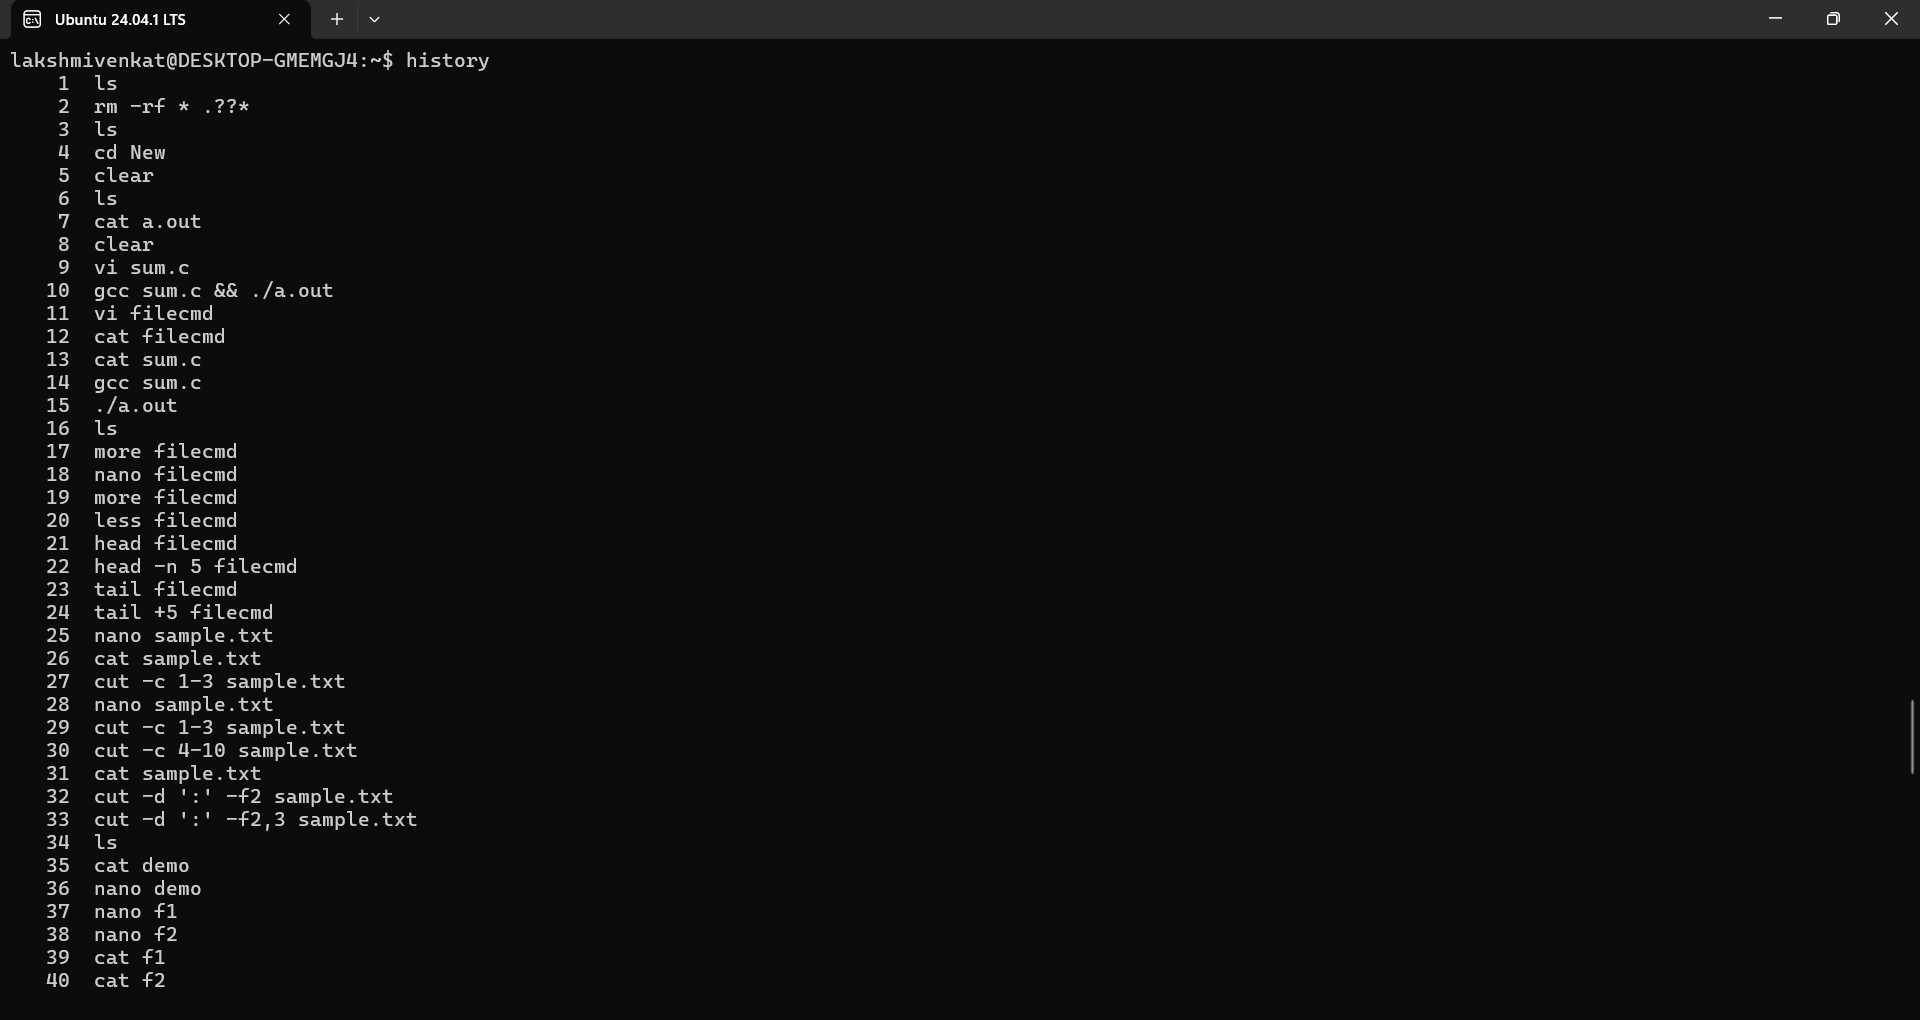 Ubuntu 24.04.1 LTS
lakshmivenkat@DESKTOP-GMEMGJ4:~$ history
1 ls
2 rm -rf * .??*
3 ls
4 cd New
5 clear
6 ls
7 cat a.out
8 clear
9 vi sum.c
10 gcc sum.c && ./a.out
11 vi filecmd
12 cat filecmd
13 cat sum.c
14 gcc sum.c
15 ./a.out
16 ls
17 more filecmd
18 nano filecmd
19 more filecmd
20 less filecmd
21 head filecmd
22 head -n 5 filecmd
23 tail filecmd
24 tail +5 filecmd
25 nano sample.txt
26 cat sample.txt
27 cut -c 1-3 sample.txt
28 nano sample.txt
29 cut -c 1-3 sample.txt
30 cut -c 4-10 sample.txt
31 cat sample.txt
32 cut -d ':' -f2 sample.txt
33 cut -d ':' -f2,3 sample.txt
34 ls
35 cat demo
36 nano demo
37 nano f1
38 nano f2
39 cat f1
40 cat f2